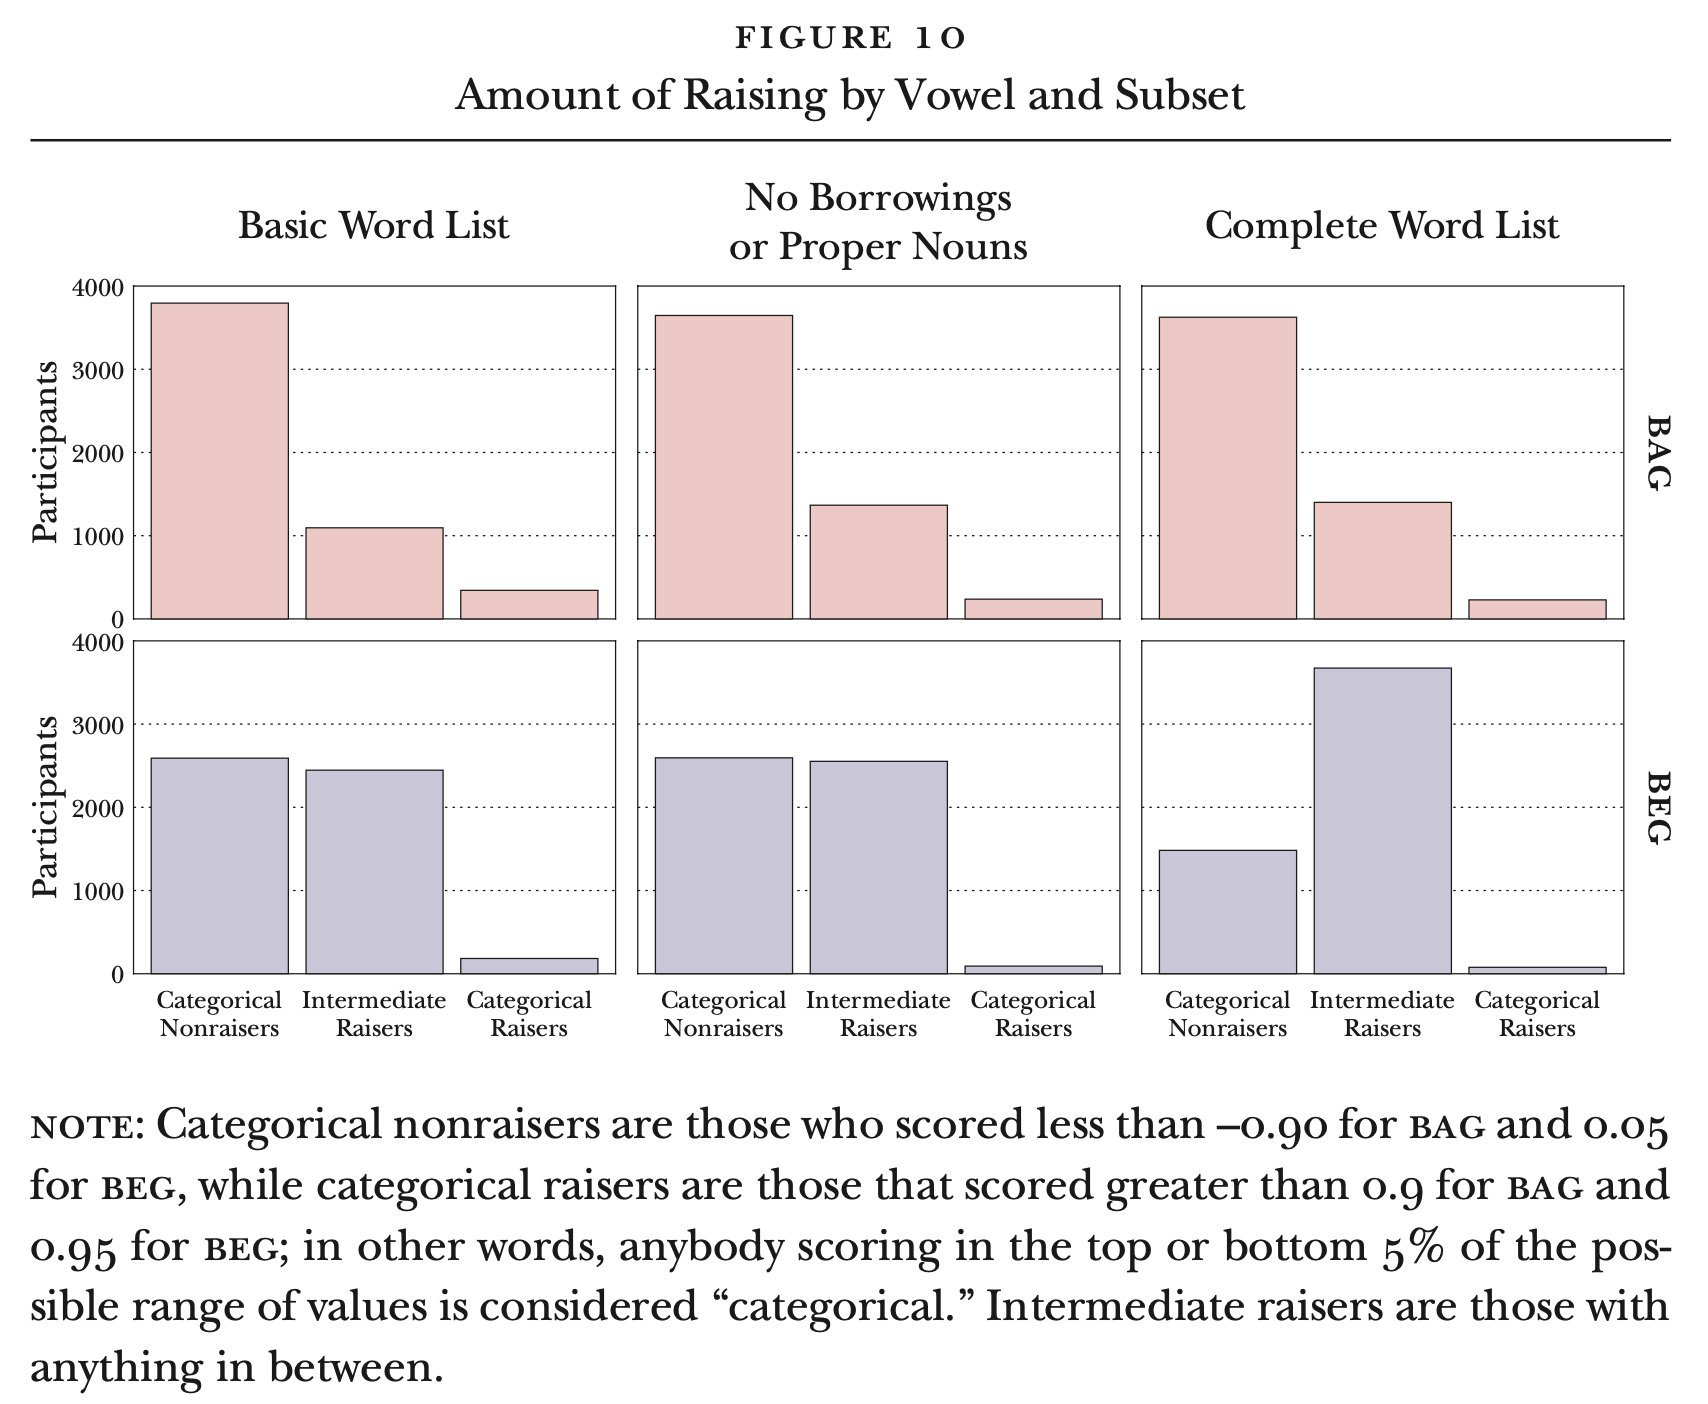 FIGURE 10
Amount of Raising by Vowel and Subset
Basic Word List
No Borrowings
or Proper Nouns
Complete Word List
Participants
4000
3000
2000
1000
0
BAG
Participants
4000
3000
2000
1000
0
BEG
Categorical
Nonraisers
Intermediate
Raisers
Categorical
Raisers
Categorical
Nonraisers
Intermediate
Raisers
Categorical
Raisers
Categorical
Nonraisers
Intermediate
Raisers
Categorical
Raisers
NOTE: Categorical nonraisers are those who scored less than –0.90 for BAG and 0.05
for BEG, while categorical raisers are those that scored greater than 0.9 for BAG and
0.95 for BEG; in other words, anybody scoring in the top or bottom 5% of the pos-
sible range of values is considered “categorical.” Intermediate raisers are those with
anything in between.